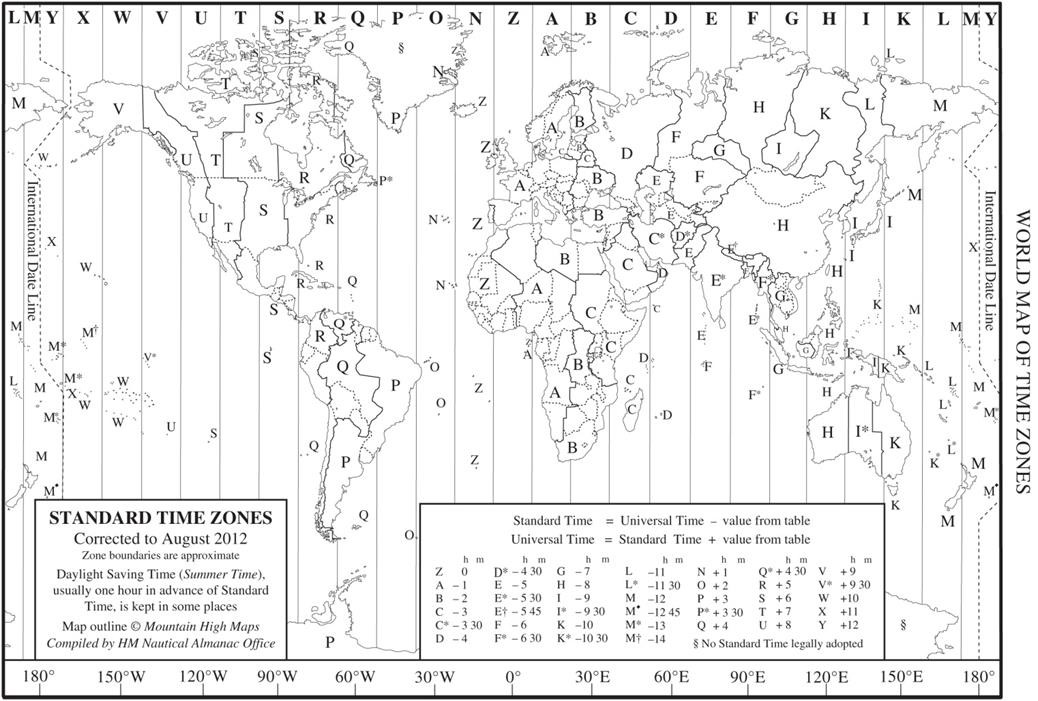 L M Y X W V U T S R Q P O N Z A B C D E F G H I K L M Y
WORLD MAP OF TIME ZONES
International Date Line
International Date Line
STANDARD TIME ZONES
Corrected to August 2012
Zone boundaries are approximate
Daylight Saving Time (Summer Time),
usually one hour in advance of Standard
Time, is kept in some places
Map outline © Mountain High Maps
Compiled by HM Nautical Almanac Office
Standard Time = Universal Time – value from table
Universal Time = Standard Time + value from table
h m h m h m h m h m h m h m
Z 0 D* – 4 30 G – 7 L –11 N + 1 Q* + 4 30 V + 9
A – 1 E – 5 H – 8 L* –11 30 O + 2 R + 5 V* + 9 30
B – 2 E* – 5 30 I – 9 M –12 P + 3 S + 6 W +10
C – 3 E† – 5 45 I* – 9 30 M♦ –12 45 P* + 3 30 T + 7 X +11
C* – 3 30 F – 6 K –10 M* –13 Q + 4 U + 8 Y +12
D – 4 F* – 6 30 K* –10 30 M† –14 § No Standard Time legally adopted
180° 150°W 120°W 90°W 60°W 30°W 0° 30°E 60°E 90°E 120°E 150°E 180°